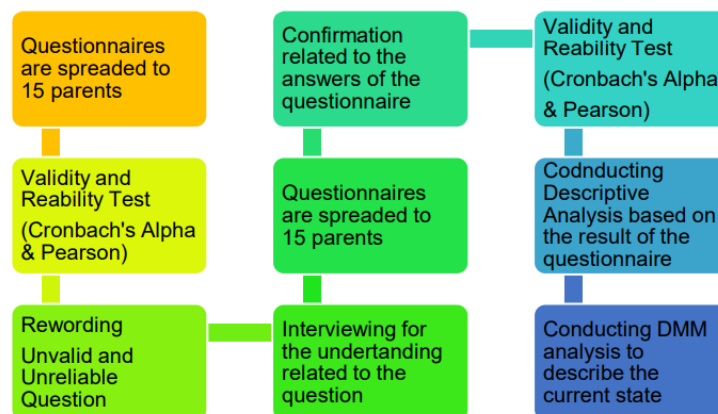 Questionnaires
are spreaded to
15 parents
Validity and
Reability Test
(Cronbach's Alpha
& Pearson)
Rewording
Unvalid and
Unreliable
Question
Interviewing for
the undertanding
related to the
question
Questionnaires
are spreaded to
15 parents
Confirmation
related to the
answers of the
questionnaire
Validity and
Reability Test
(Cronbach's Alpha
& Pearson)
Codnducting
Descriptive
Analysis based on
the result of the
questionnaire
Conducting DMM
analysis to
describe the
current state